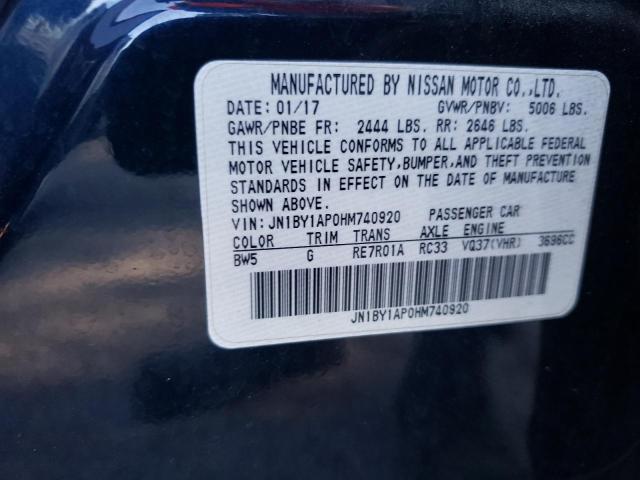 MANUFACTURED BY NISSAN MOTOR CO.,LTD.
DATE: 01/17 GVWR/PNBV: 5006 LBS.
GAWR/PNBE FR: 2444 LBS. RR: 2646 LBS.
THIS VEHICLE CONFORMS TO ALL APPLICABLE FEDERAL
MOTOR VEHICLE SAFETY,BUMPER,AND THEFT PREVENTION
STANDARDS IN EFFECT ON THE DATE OF MANUFACTURE
SHOWN ABOVE.
VIN: JN1BY1AP0HM740920 PASSENGER CAR
COLOR TRIM TRANS AXLE ENGINE
BW5 G RE7R01A RC33 VQ37(VHR) 3696CC
JN1BY1AP0HM740920